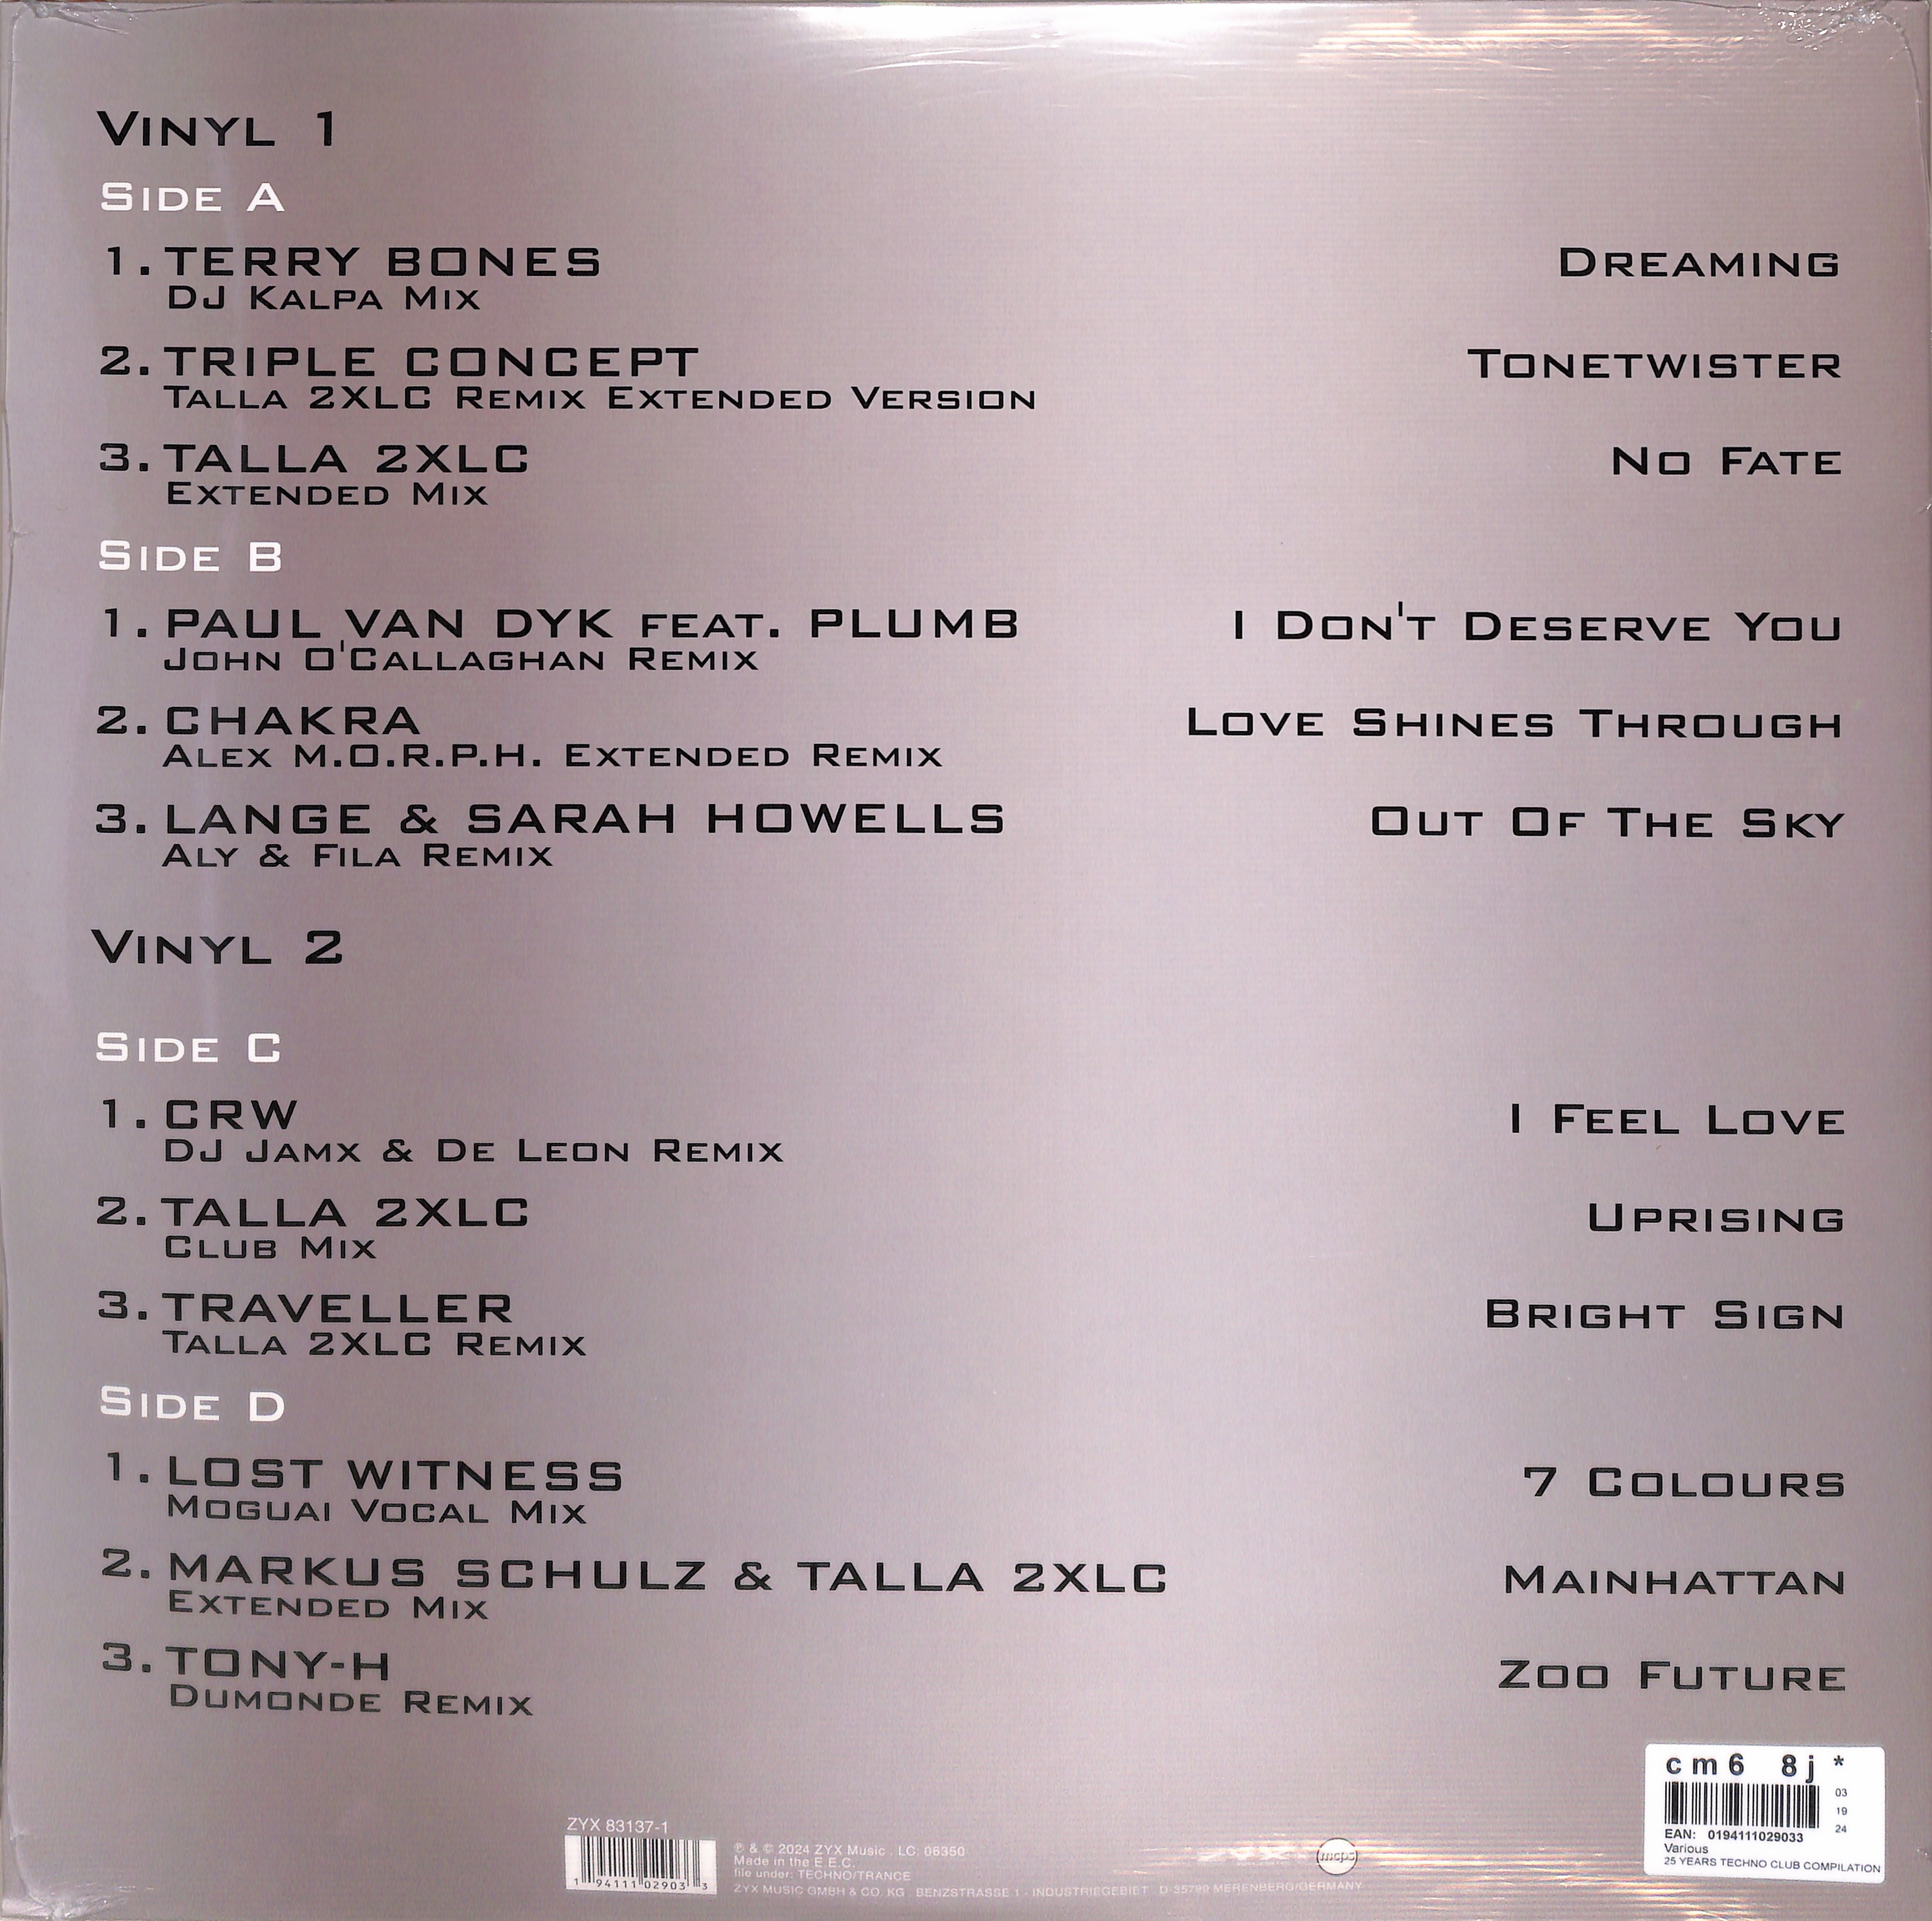 VINYL 1
SIDE A
1. TERRY BONES DREAMING
DJ KALPA MIX
2. TRIPLE CONCEPT TONETWISTER
TALLA 2XLC REMIX EXTENDED VERSION
3. TALLA 2XLC NO FATE
EXTENDED MIX
SIDE B
1. PAUL VAN DYK FEAT. PLUMB I DON'T DESERVE YOU
JOHN O'CALLAGHAN REMIX
2. CHAKRA LOVE SHINES THROUGH
ALEX M.O.R.P.H. EXTENDED REMIX
3. LANGE & SARAH HOWELLS OUT OF THE SKY
ALY & FILA REMIX
VINYL 2
SIDE C
1. CRW I FEEL LOVE
DJ JAMX & DE LEON REMIX
2. TALLA 2XLC UPRISING
CLUB MIX
3. TRAVELLER BRIGHT SIGN
TALLA 2XLC REMIX
SIDE D
1. LOST WITNESS 7 COLOURS
MOGUAI VOCAL MIX
2. MARKUS SCHULZ & TALLA 2XLC MAINHATTAN
EXTENDED MIX
3. TONY-H ZOO FUTURE
DUMONDE REMIX
cm6 8j *
03
19
24
EAN: 0194111029033
Various
25 YEARS TECHNO CLUB COMPILATION
ZYX 83137-1
1 94111 02903 3
℗ & © 2024 ZYX Music . LC: 06350
Made in the E.E.C.
file under: TECHNO/TRANCE
ZYX MUSIC GMBH & CO. KG . BENZSTRASSE 1 - INDUSTRIEGEBIET . D-35799 MERENBERG/GERMANY
ZYX
mcps